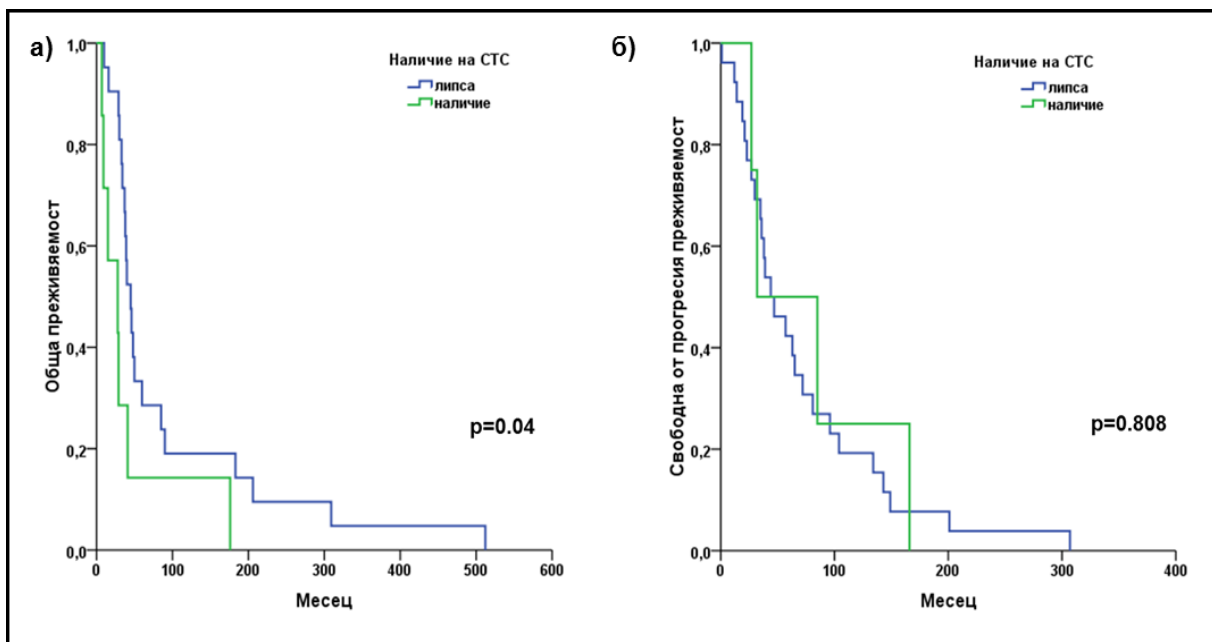 а)
Наличие на СТС
липса
наличие
Обща преживяемост
1,0
0,8
0,6
0,4
0,2
0,0
p=0.04
0 100 200 300 400 500 600
Месец
б)
Наличие на СТС
липса
наличие
Свободна от прогресия преживяемост
1,0
0,8
0,6
0,4
0,2
0,0
p=0.808
0 100 200 300 400
Месец